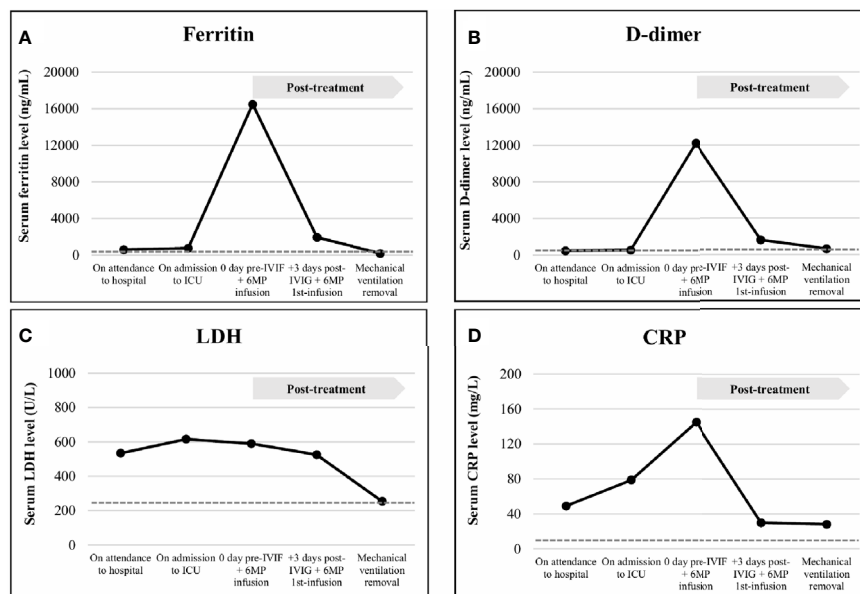 A
Ferritin
Serum ferritin level (ng/mL)
20000
16000
12000
8000
4000
0
Post-treatment
On attendance
to hospital
On admission
to ICU
0 day pre-IVIF
+ 6MP
infusion
+3 days post-
IVIG + 6MP
1st-infusion
Mechanical
ventilation
removal
B
D-dimer
Serum D-dimer level (ng/mL)
20000
16000
12000
8000
4000
0
Post-treatment
On attendance
to hospital
On admission
to ICU
0 day pre-IVIF
+ 6MP
infusion
+3 days post-
IVIG + 6MP
1st-infusion
Mechanical
ventilation
removal
C
LDH
Serum LDH level (U/L)
1000
800
600
400
200
0
Post-treatment
On attendance
to hospital
On admission
to ICU
0 day pre-IVIF
+ 6MP
infusion
+3 days post-
IVIG + 6MP
1st-infusion
Mechanical
ventilation
removal
D
CRP
Serum CRP level (mg/L)
200
160
120
80
40
0
Post-treatment
On attendance
to hospital
On admission
to ICU
0 day pre-IVIF
+ 6MP
infusion
+3 days post-
IVIG + 6MP
1st-infusion
Mechanical
ventilation
removal